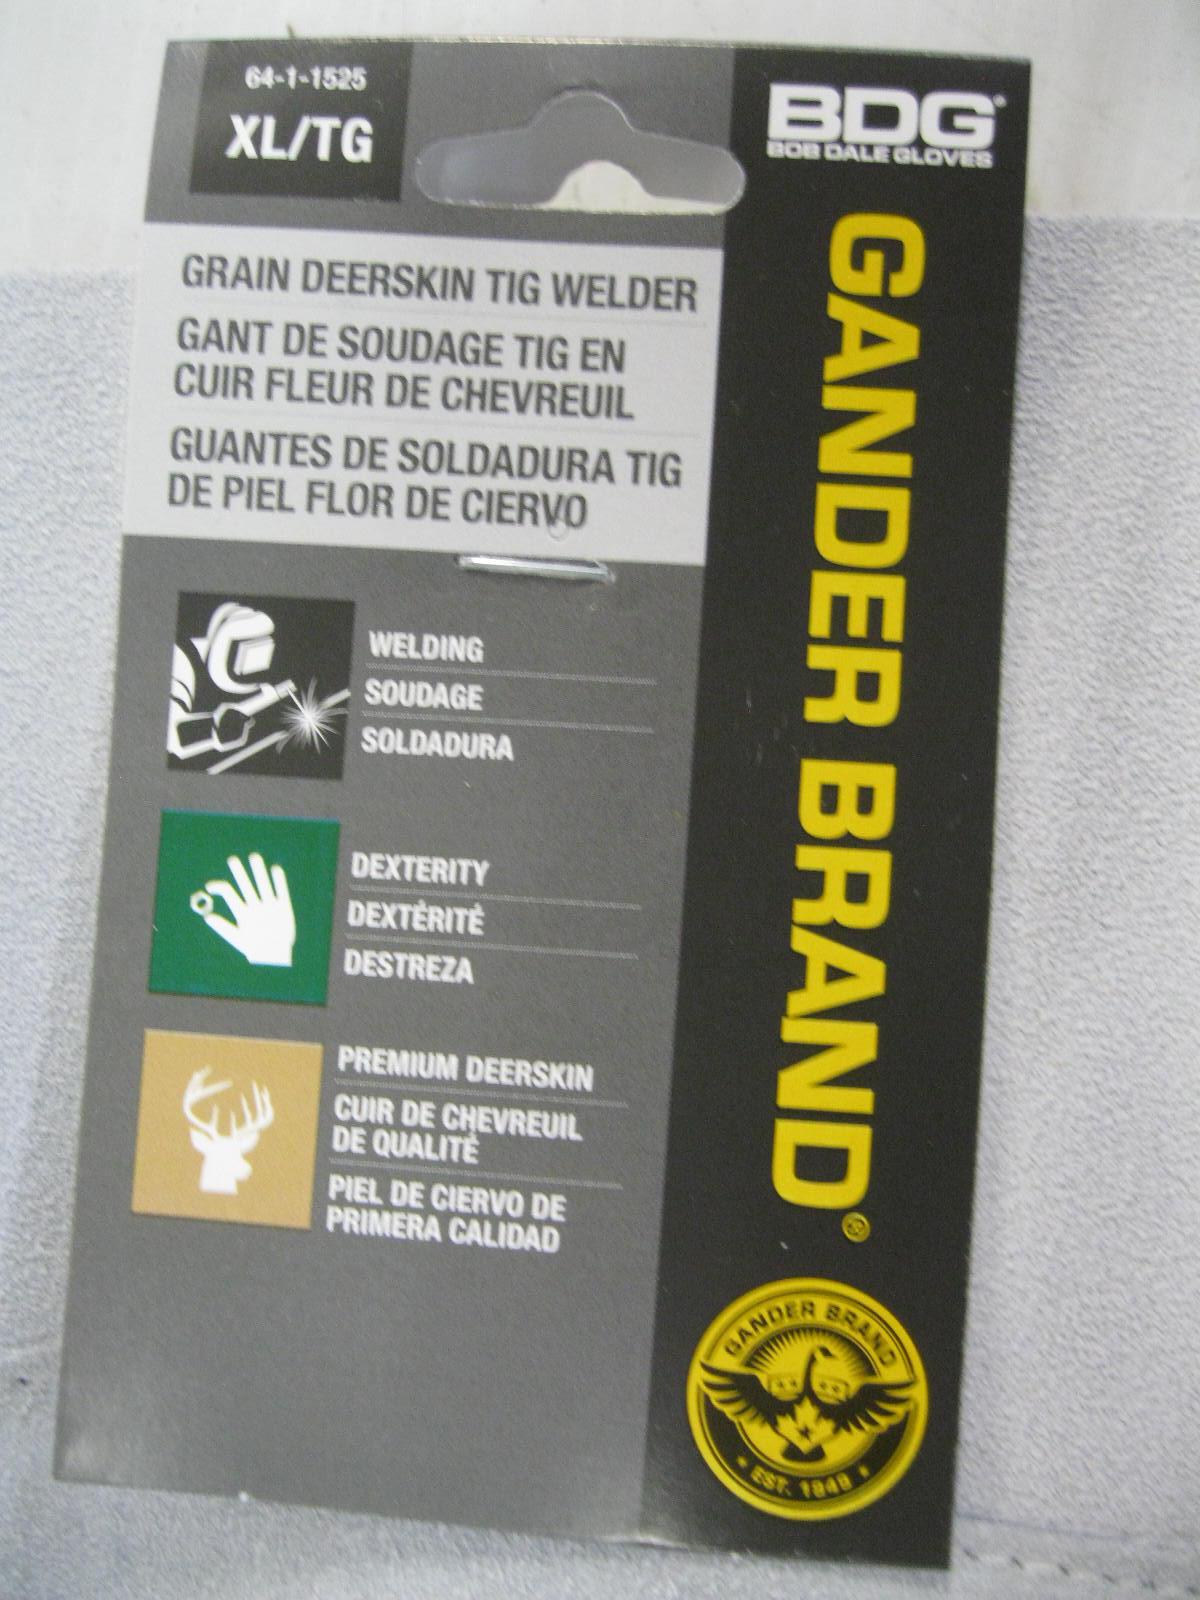 64-1-1525
XL/TG
BDG®
BOB DALE GLOVES
GRAIN DEERSKIN TIG WELDER
GANT DE SOUDAGE TIG EN
CUIR FLEUR DE CHEVREUIL
GUANTES DE SOLDADURA TIG
DE PIEL FLOR DE CIERVO
WELDING
SOUDAGE
SOLDADURA
DEXTERITY
DEXTÉRITÉ
DESTREZA
PREMIUM DEERSKIN
CUIR DE CHEVREUIL
DE QUALITÉ
PIEL DE CIERVO DE
PRIMERA CALIDAD
GANDER BRAND®
GANDER BRAND
EST. 1949